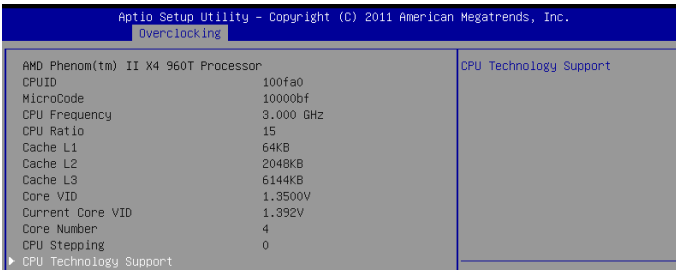 Aptio Setup Utility – Copyright (C) 2011 American Megatrends, Inc.
Overclocking
AMD Phenom(tm) II X4 960T Processor
CPU Technology Support
CPUID 100fa0
MicroCode 10000bf
CPU Frequency 3.000 GHz
CPU Ratio 15
Cache L1 64KB
Cache L2 2048KB
Cache L3 6144KB
Core VID 1.3500V
Current Core VID 1.392V
Core Number 4
CPU Stepping 0
CPU Technology Support